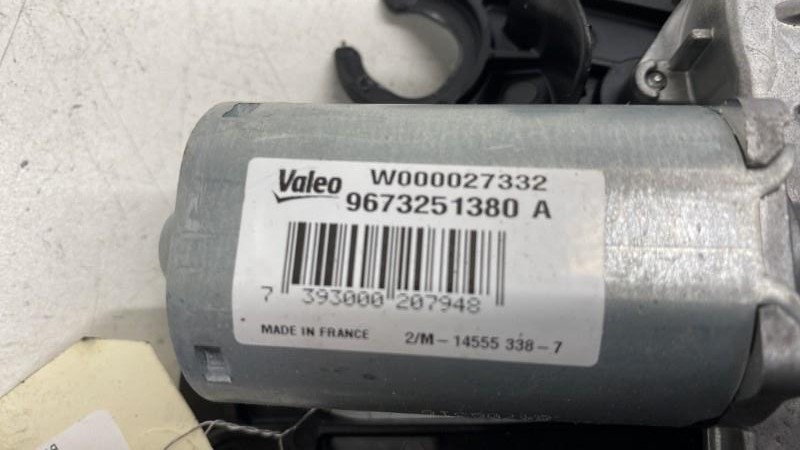 Valeo W000027332
9673251380 A
7 393000 207948
MADE IN FRANCE 2/M-14555 338-7